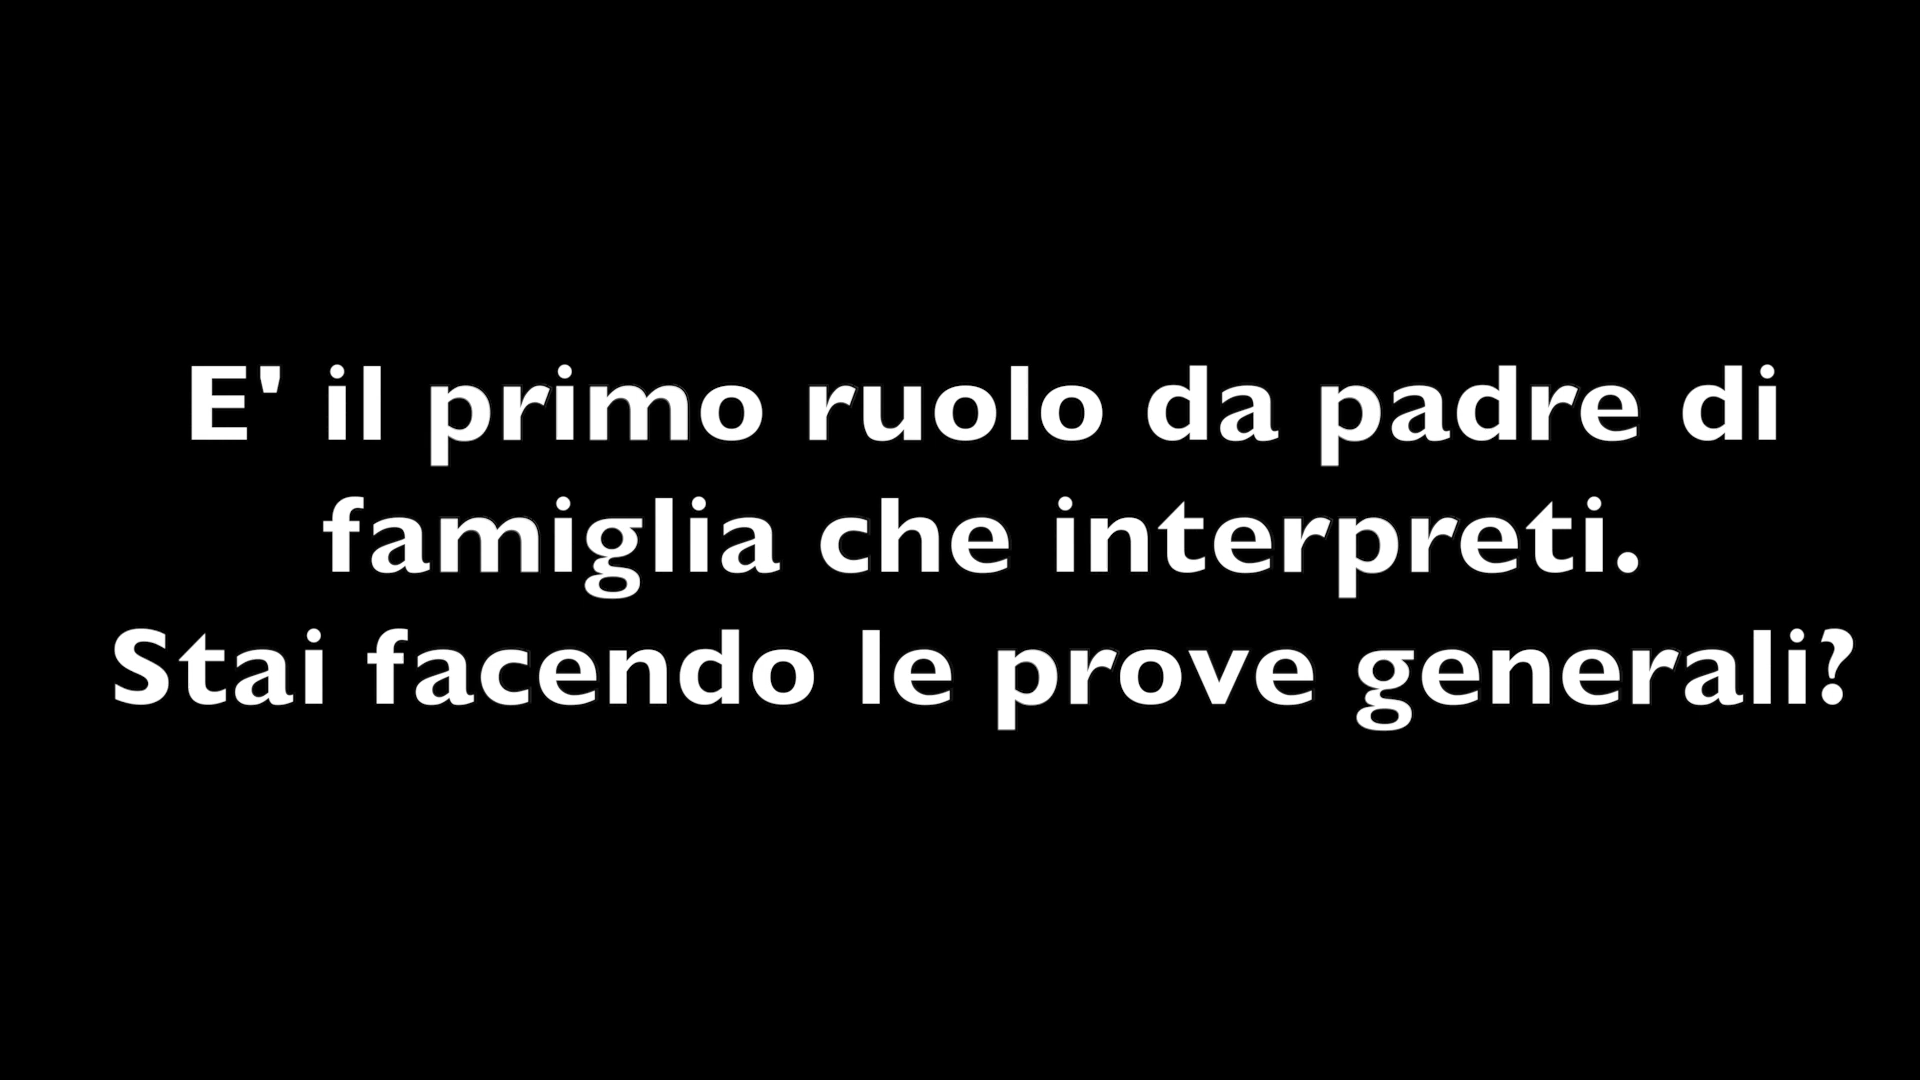 E' il primo ruolo da padre di
famiglia che interpreti.
Stai facendo le prove generali?